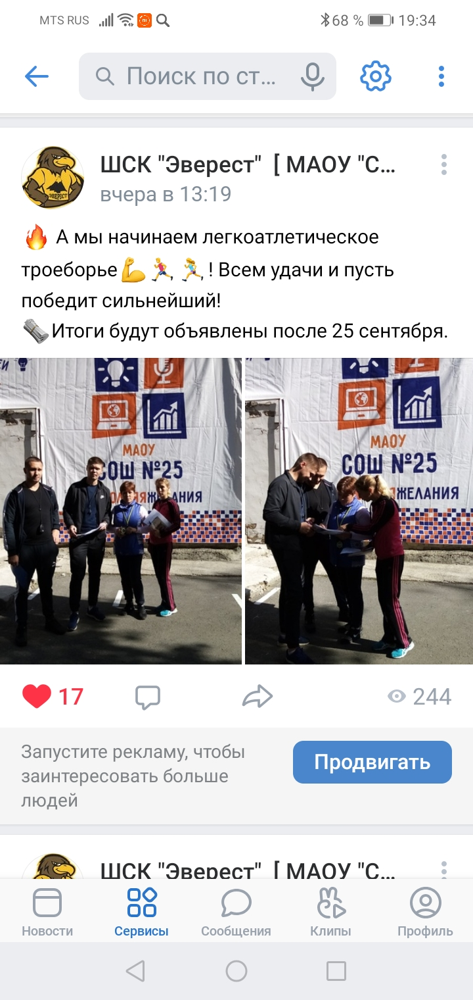 MTS RUS 68 % 19:34
Поиск по ст...
ШСК "Эверест" [ МАОУ "С...
вчера в 13:19
ЭВЕРЕСТ
🔥 А мы начинаем легкоатлетическое
троеборье💪🏃🏃‍♀️! Всем удачи и пусть
победит сильнейший!
🗞Итоги будут объявлены после 25 сентября.
МАОУ
СОШ №25
ЖЕЛАНИЯ
МАОУ
СОШ №25
ЖЕЛАНИЯ
17 244
Запустите рекламу, чтобы
заинтересовать больше
людей
Продвигать
ШСК "Эверест" [ МАОУ "С...
Новости Сервисы Сообщения Клипы Профиль